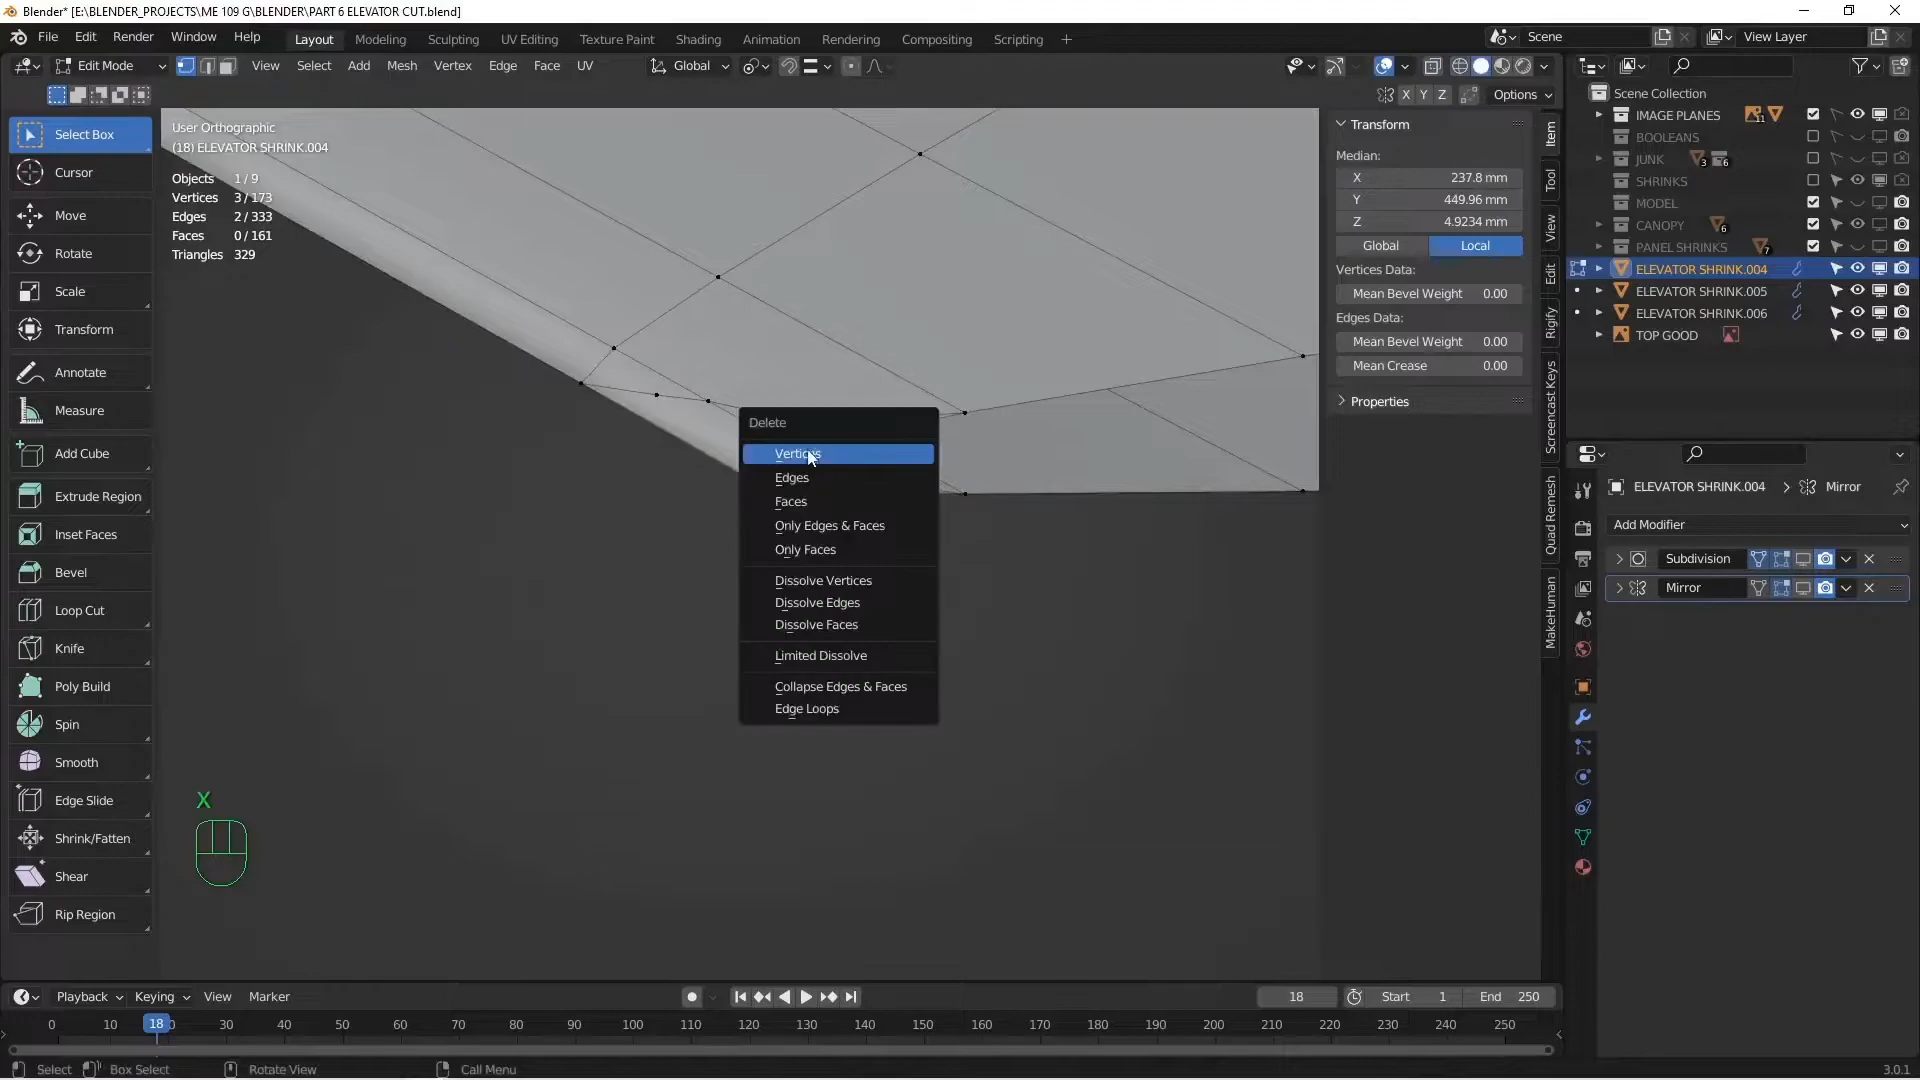 Blender* [E:\BLENDER_PROJECTS\ME 109 G\BLENDER\PART 6 ELEVATOR CUT.blend]
File Edit Render Window Help Layout Modeling Sculpting UV Editing Texture Paint Shading Animation Rendering Compositing Scripting + Scene View Layer
Edit Mode View Select Add Mesh Vertex Edge Face UV Global
X Y Z Options
Select Box
Cursor
Move
Rotate
Scale
Transform
Annotate
Measure
Add Cube
Extrude Region
Inset Faces
Bevel
Loop Cut
Knife
Poly Build
Spin
Smooth
Edge Slide
Shrink/Fatten
Shear
Rip Region
User Orthographic
(18) ELEVATOR SHRINK.004
Objects 1/9
Vertices 3/173
Edges 2/333
Faces 0/161
Triangles 329
Delete
Vertices
Edges
Faces
Only Edges & Faces
Only Faces
Dissolve Vertices
Dissolve Edges
Dissolve Faces
Limited Dissolve
Collapse Edges & Faces
Edge Loops
X
Transform
Median:
X 237.8 mm
Y 449.96 mm
Z 4.9234 mm
Global Local
Vertices Data:
Mean Bevel Weight 0.00
Edges Data:
Mean Bevel Weight 0.00
Mean Crease 0.00
Properties
Item
Tool
View
Edit
Rigify
Screencast Keys
Quad Remesh
MakeHuman
Scene Collection
IMAGE PLANES 11
BOOLEANS
JUNK 3 6
SHRINKS
MODEL
CANOPY 6
PANEL SHRINKS 7
ELEVATOR SHRINK.004
ELEVATOR SHRINK.005
ELEVATOR SHRINK.006
TOP GOOD
ELEVATOR SHRINK.004 > Mirror
Add Modifier
Subdivision
Mirror
Playback Keying View Marker 18 Start 1 End 250
0 10 18 30 40 50 60 70 80 90 100 110 120 130 140 150 160 170 180 190 200 210 220 230 240 250
Select Box Select Rotate View Call Menu 3.0.1